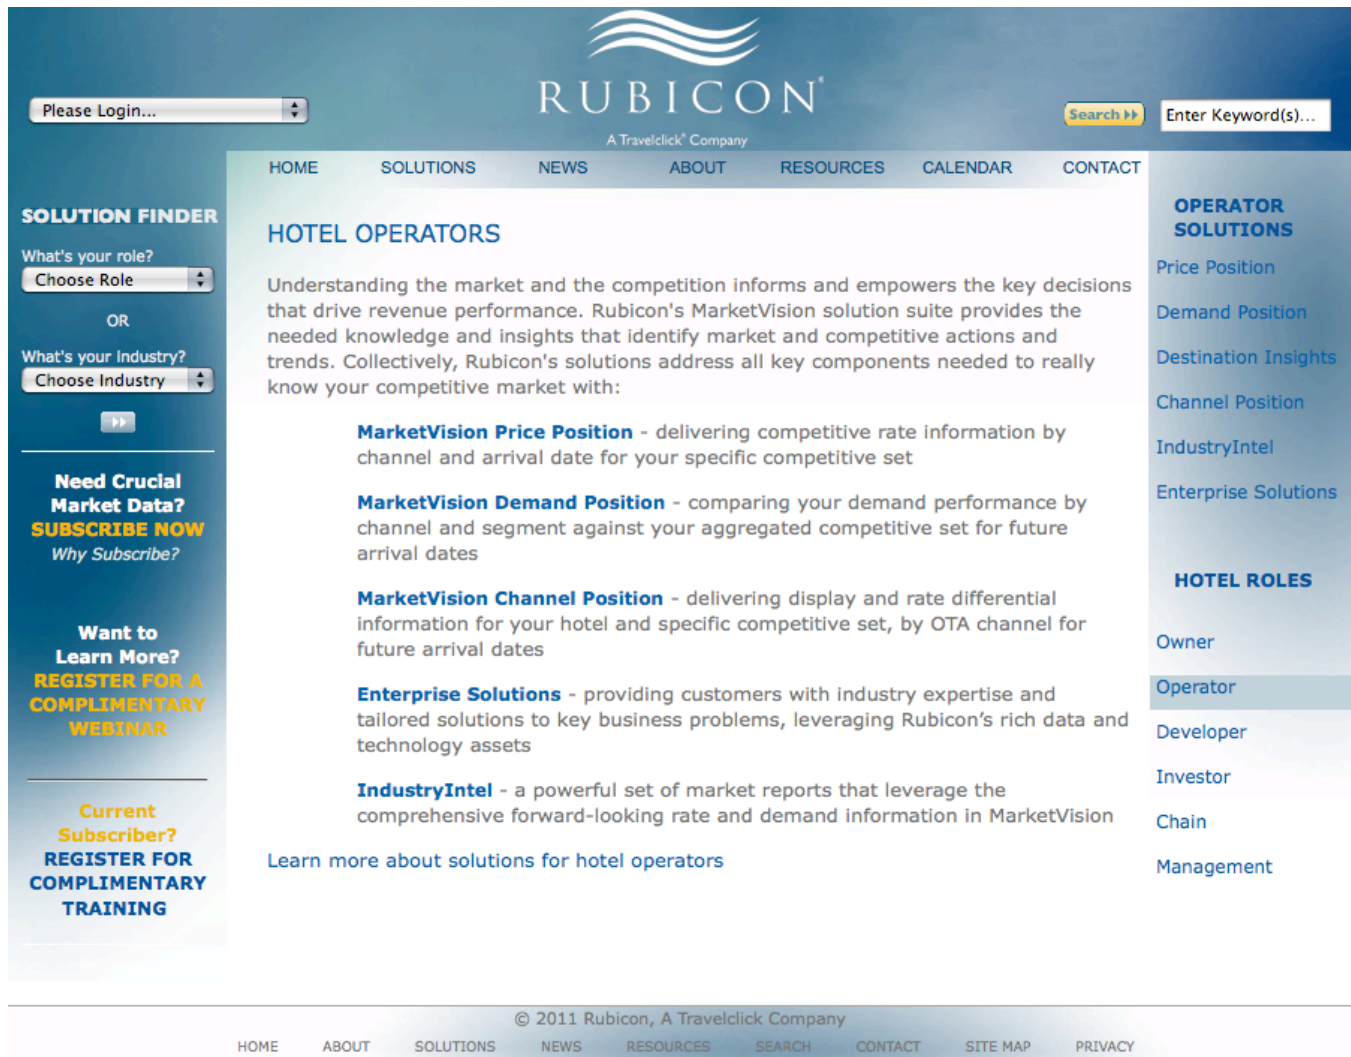 RUBICON®
A Travelclick® Company
Please Login...
Search
Enter Keyword(s)...
HOME SOLUTIONS NEWS ABOUT RESOURCES CALENDAR CONTACT
SOLUTION FINDER
What's your role?
Choose Role
OR
What's your Industry?
Choose Industry
Need Crucial
Market Data?
SUBSCRIBE NOW
Why Subscribe?
Want to
Learn More?
REGISTER FOR A
COMPLIMENTARY
WEBINAR
Current
Subscriber?
REGISTER FOR
COMPLIMENTARY
TRAINING
HOTEL OPERATORS
Understanding the market and the competition informs and empowers the key decisions
that drive revenue performance. Rubicon's MarketVision solution suite provides the
needed knowledge and insights that identify market and competitive actions and
trends. Collectively, Rubicon's solutions address all key components needed to really
know your competitive market with:
MarketVision Price Position - delivering competitive rate information by
channel and arrival date for your specific competitive set
MarketVision Demand Position - comparing your demand performance by
channel and segment against your aggregated competitive set for future
arrival dates
MarketVision Channel Position - delivering display and rate differential
information for your hotel and specific competitive set, by OTA channel for
future arrival dates
Enterprise Solutions - providing customers with industry expertise and
tailored solutions to key business problems, leveraging Rubicon’s rich data and
technology assets
IndustryIntel - a powerful set of market reports that leverage the
comprehensive forward-looking rate and demand information in MarketVision
Learn more about solutions for hotel operators
OPERATOR
SOLUTIONS
Price Position
Demand Position
Destination Insights
Channel Position
IndustryIntel
Enterprise Solutions
HOTEL ROLES
Owner
Operator
Developer
Investor
Chain
Management
© 2011 Rubicon, A Travelclick Company
HOME ABOUT SOLUTIONS NEWS RESOURCES SEARCH CONTACT SITE MAP PRIVACY